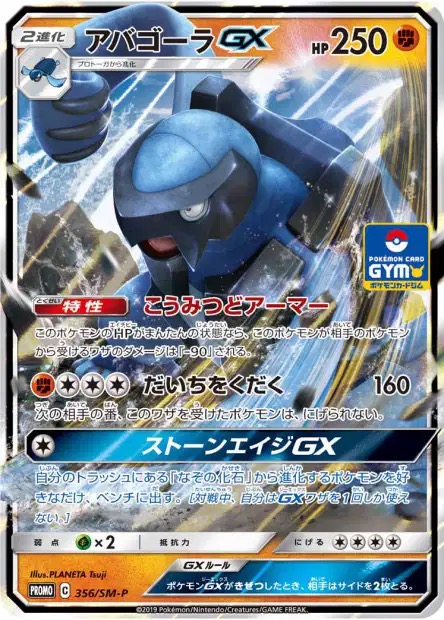 2進化
アバゴーラGX
HP250
プロトーガから進化
POKÉMON CARD
GYM
ポケモンカードジム
とくせい
特性 こうみつどアーマー
このポケモンのHPがまんたんの状態なら、このポケモンが相手のポケモン
から受けるワザのダメージは「-90」される。
だいちをくだく 160
次の相手の番、このワザを受けたポケモンは、にげられない。
ストーンエイジGX
自分のトラッシュにある「なぞの化石」から進化するポケモンを
好きなだけ、ベンチに出す。[対戦中、自分はGXワザを1回しか使え
ない。]
弱点 ×2 抵抗力 にげる
Illus.PLANETA Tsuji
GXルール
ポケモンGXがきぜつしたとき、相手はサイドを2枚とる。
PROMO C 356/SM-P
©2019 Pokémon/Nintendo/Creatures/GAME FREAK.